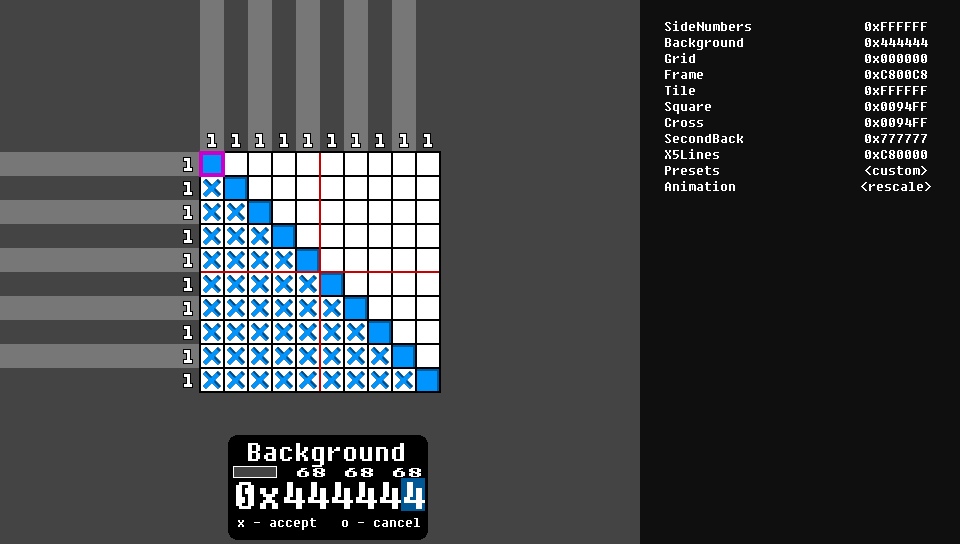 SideNumbers 0xFFFFFF
Background 0x444444
Grid 0x000000
Frame 0xC800C8
Tile 0xFFFFFF
Square 0x0094FF
Cross 0x0094FF
SecondBack 0x777777
X5Lines 0xC80000
Presets <custom>
Animation <rescale>
1 1 1 1 1 1 1 1 1 1
1
1
1
1
1
1
1
1
1
1
Background
68 68 68
0x444444
x - accept o - cancel